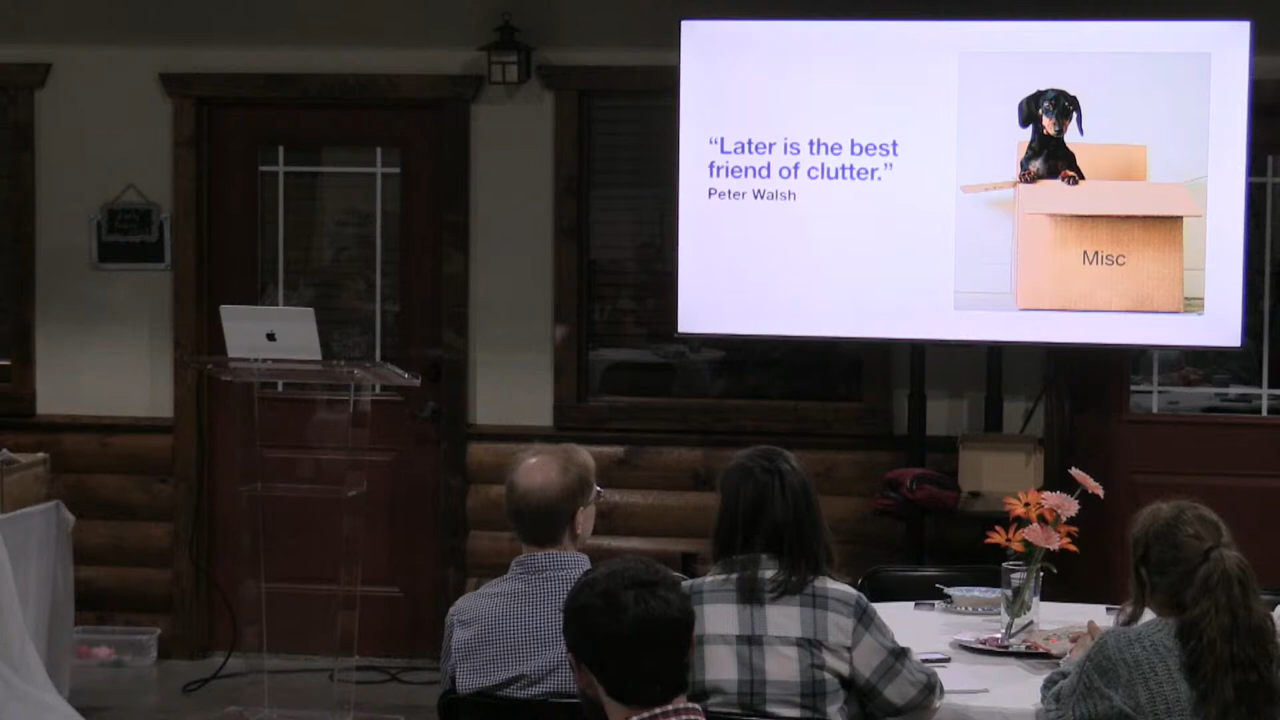 “Later is the best
friend of clutter.”
Peter Walsh
Misc